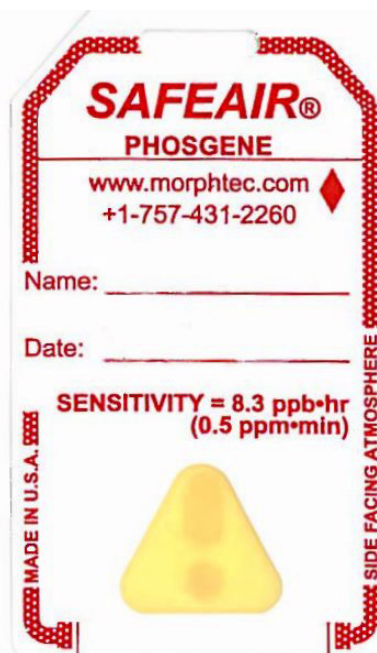 SAFEAIR®
PHOSGENE
www.morphtec.com
+1-757-431-2260
Name:
Date:
SENSITIVITY = 8.3 ppb•hr
(0.5 ppm•min)
MADE IN U.S.A.
SIDE FACING ATMOSPHERE